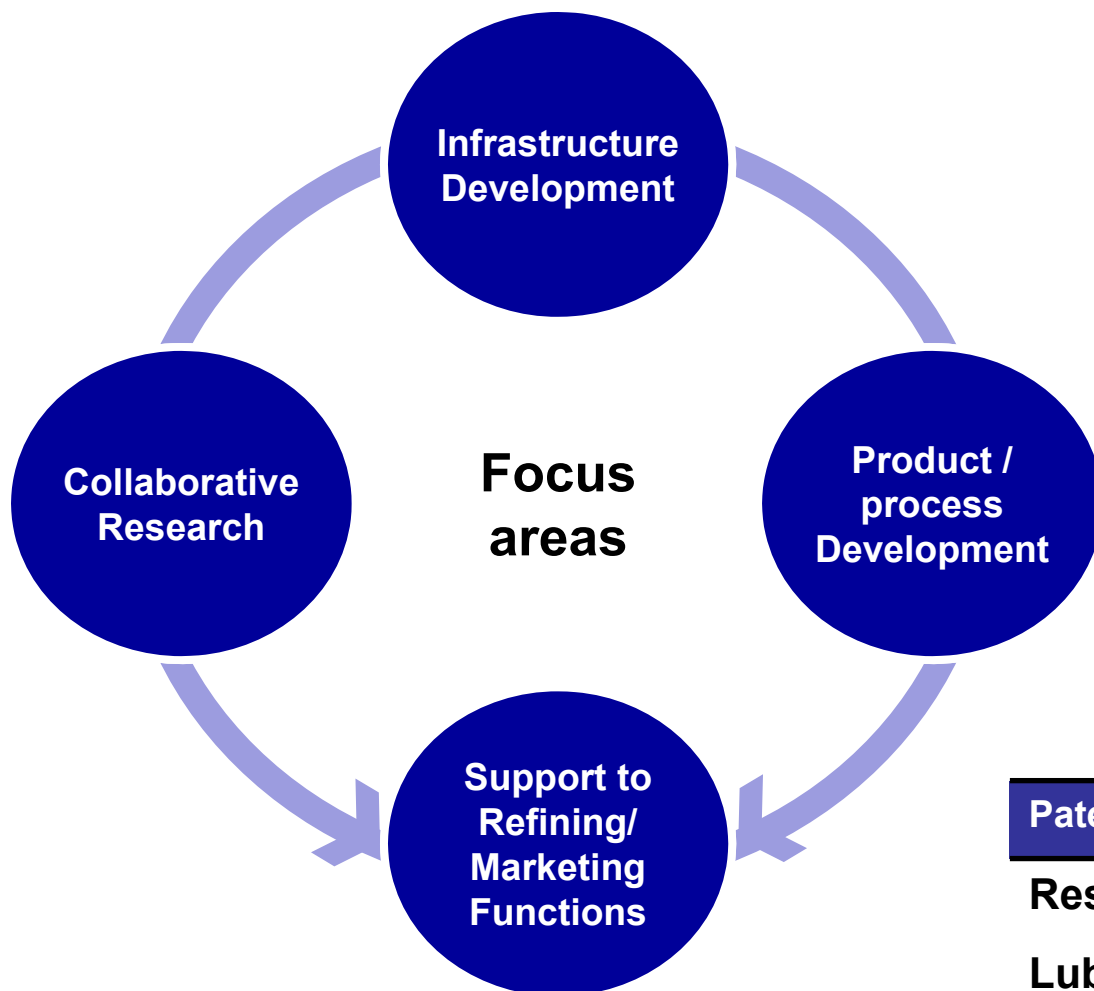 Infrastructure
Development
Collaborative
Research
Focus
areas
Product /
process
Development
Support to
Refining/
Marketing
Functions